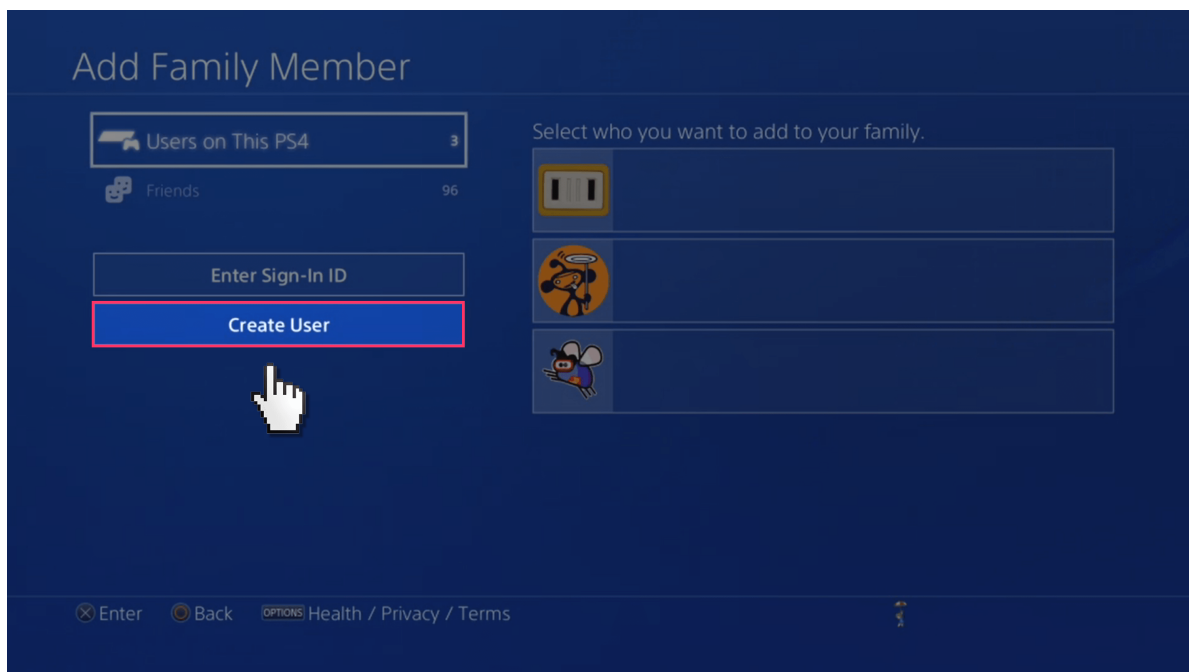 Add Family Member
Users on This PS4 3
Friends 96
Enter Sign-In ID
Create User
Select who you want to add to your family.
Enter Back OPTIONS Health / Privacy / Terms